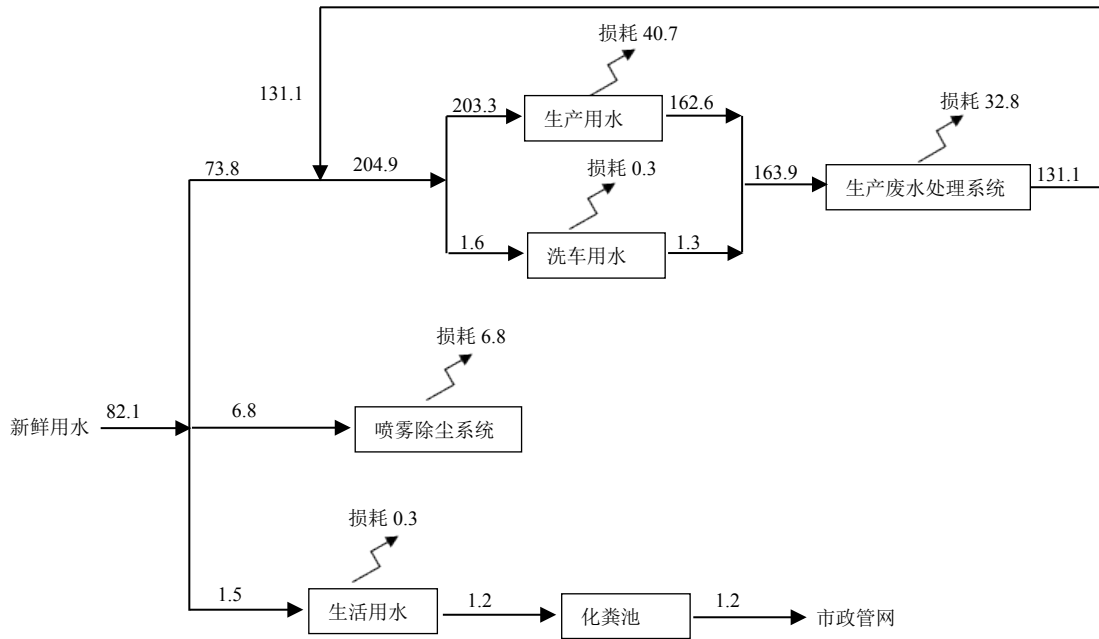 损耗 40.7
131.1
203.3
生产用水
162.6
损耗 32.8
73.8
204.9
损耗 0.3
163.9
生产废水处理系统
131.1
1.6
洗车用水
1.3
损耗 6.8
新鲜用水
82.1
6.8
喷雾除尘系统
损耗 0.3
1.5
生活用水
1.2
化粪池
1.2
市政管网